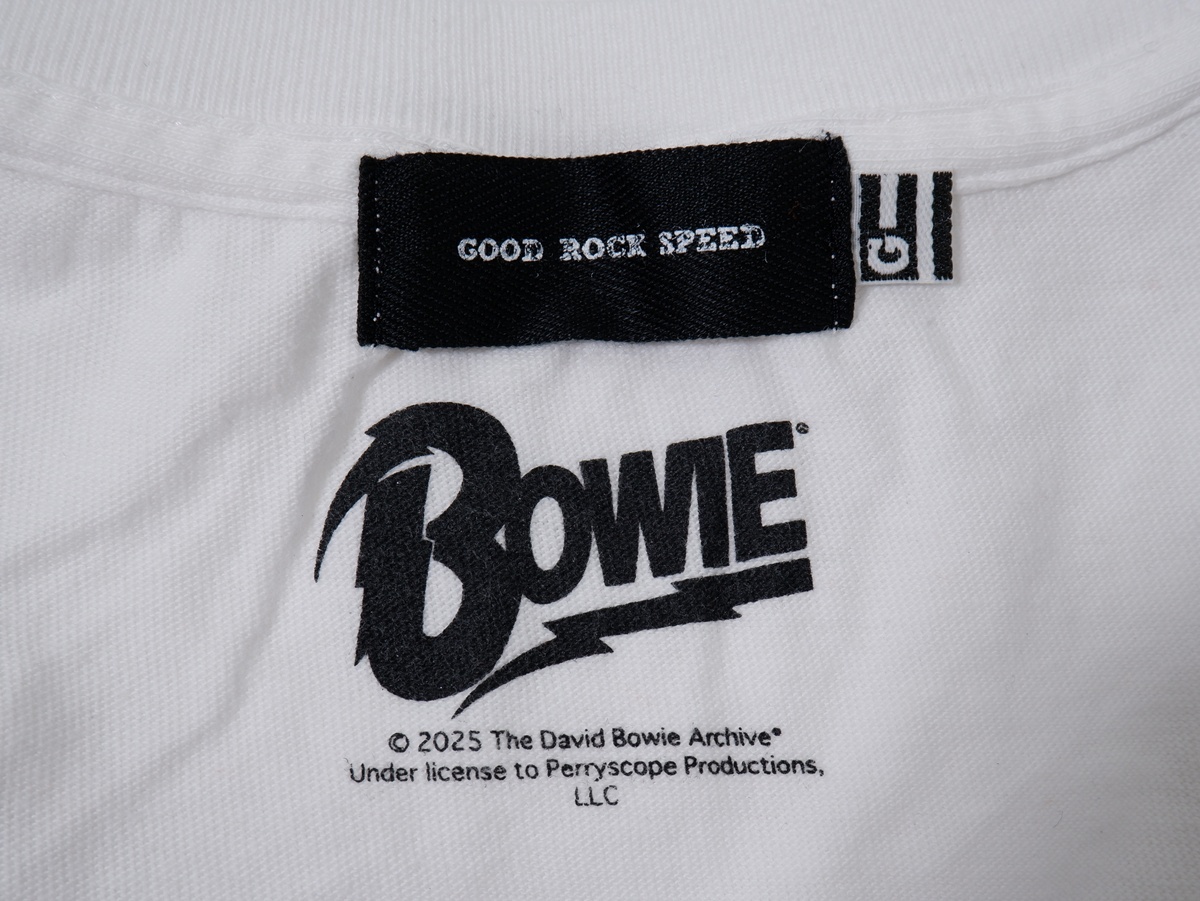 GOOD ROCK SPEED
G
BOWIE®
© 2025 The David Bowie Archive®
Under license to Perryscope Productions,
LLC